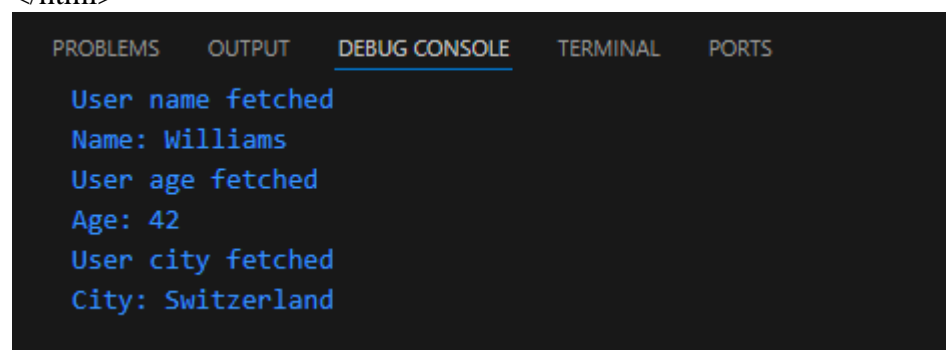 </html>
PROBLEMS OUTPUT DEBUG CONSOLE TERMINAL PORTS
User name fetched
Name: Williams
User age fetched
Age: 42
User city fetched
City: Switzerland